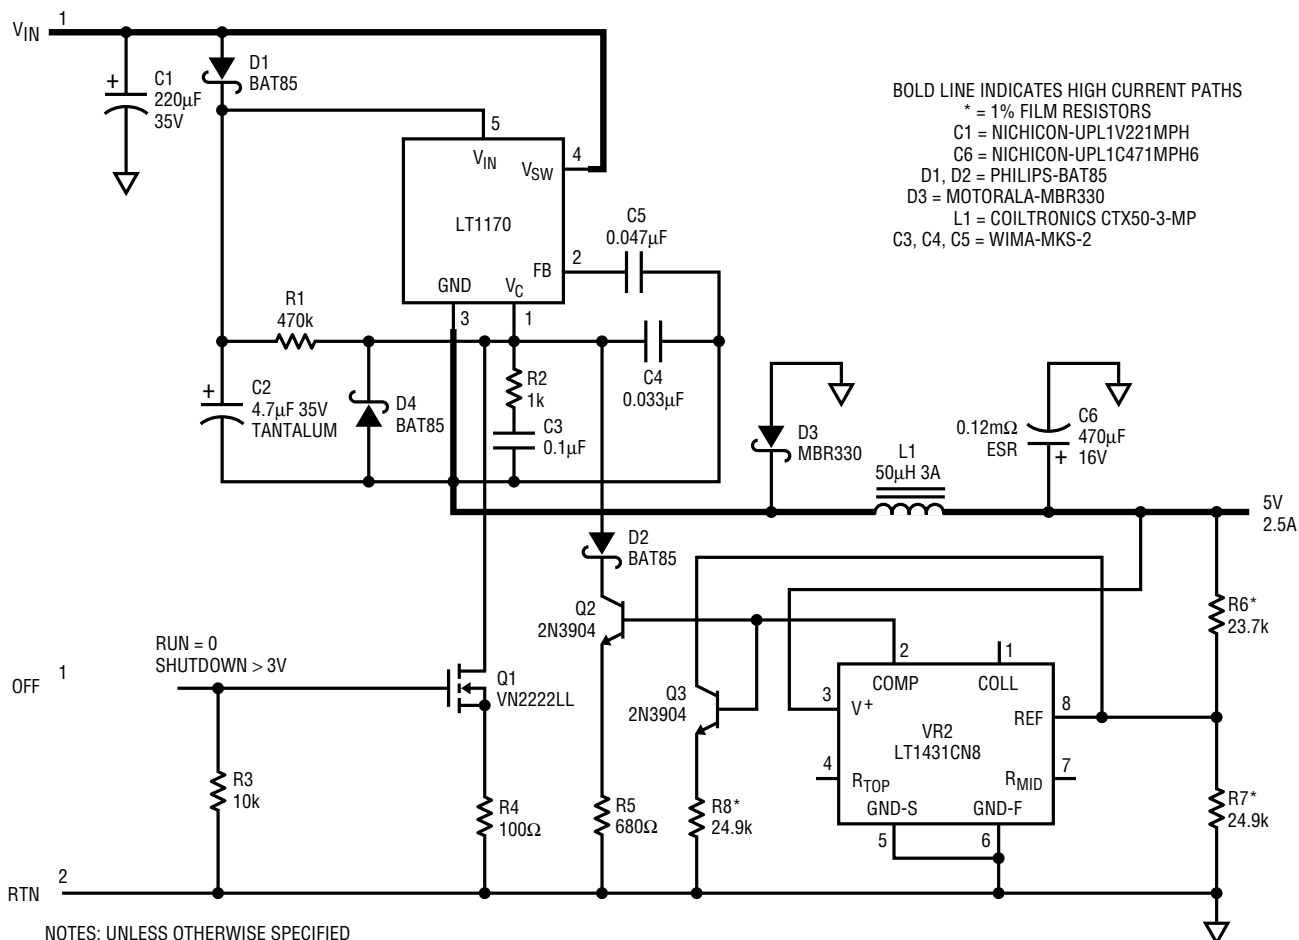 VIN
1
D1
BAT85
C1
220µF
35V
+
5
VIN
4
VSW
LT1170
2
FB
GND
VC
3
1
C5
0.047µF
BOLD LINE INDICATES HIGH CURRENT PATHS
* = 1% FILM RESISTORS
C1 = NICHICON-UPL1V221MPH
C6 = NICHICON-UPL1C471MPH6
D1, D2 = PHILIPS-BAT85
D3 = MOTORALA-MBR330
L1 = COILTRONICS CTX50-3-MP
C3, C4, C5 = WIMA-MKS-2
R1
470k
+
C2
4.7µF 35V
TANTALUM
D4
BAT85
R2
1k
C3
0.1µF
C4
0.033µF
D3
MBR330
L1
50µH 3A
0.12mΩ
ESR
C6
470µF
16V
+
5V
2.5A
D2
BAT85
Q2
2N3904
R6*
23.7k
RUN = 0
SHUTDOWN > 3V
OFF
1
Q1
VN2222LL
Q3
2N3904
2
1
COMP
COLL
3
V+
8
REF
VR2
LT1431CN8
4
RTOP
7
RMID
GND-S
GND-F
5
6
R3
10k
R4
100Ω
R5
680Ω
R8*
24.9k
R7*
24.9k
RTN
2
NOTES: UNLESS OTHERWISE SPECIFIED